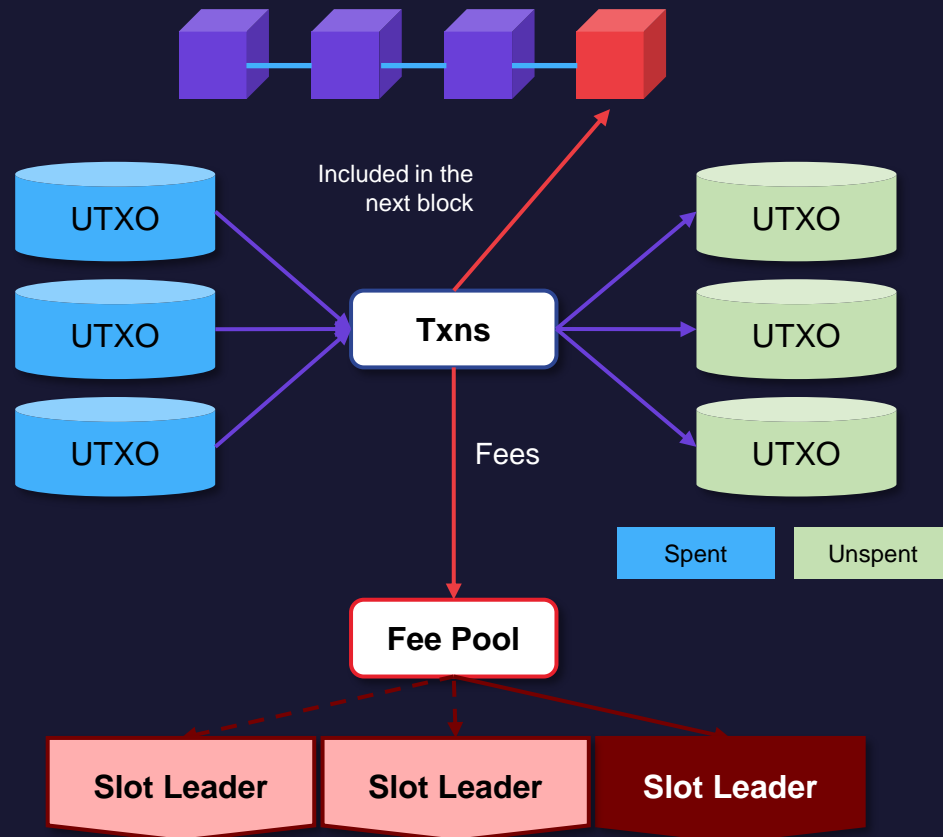 Included in the
next block
UTXO
UTXO
UTXO
UTXO
Txns
UTXO
UTXO
UTXO
Fees
Spent
Unspent
Fee Pool
Slot Leader
Slot Leader
Slot Leader